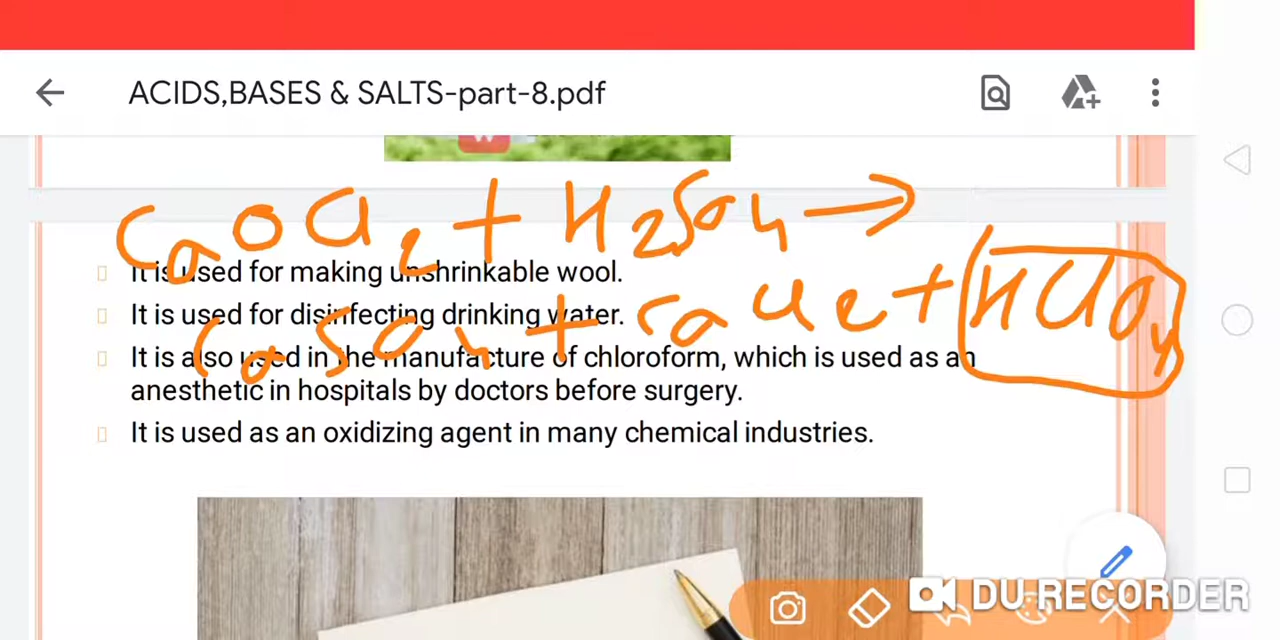 ACIDS,BASES & SALTS-part-8.pdf
CaOCl2 + H2SO4 →
It is used for making unshrinkable wool.
CaSO4 + CaCl2 + HClO4
It is used for disinfecting drinking water.
It is also used in the manufacture of chloroform, which is used as an
anesthetic in hospitals by doctors before surgery.
It is used as an oxidizing agent in many chemical industries.
DU RECORDER